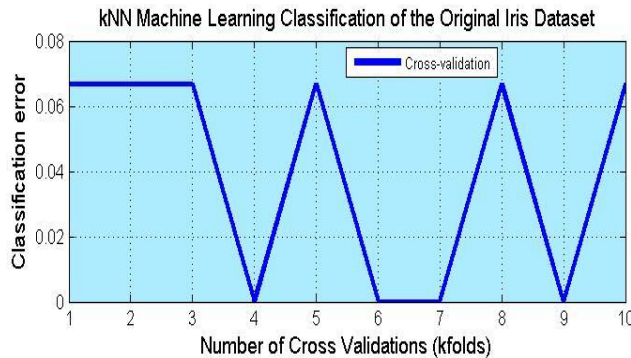 kNN Machine Learning Classification of the Original Iris Dataset
0.08
0.06
0.04
0.02
0
Classification error
Cross-validation
1 2 3 4 5 6 7 8 9 10
Number of Cross Validations (kfolds)